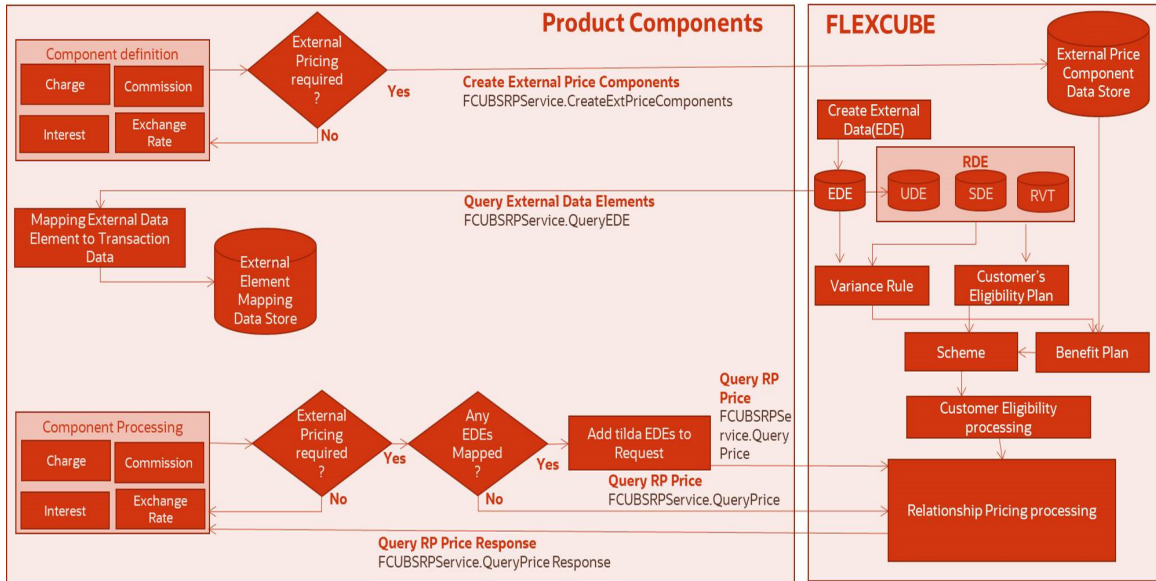 Product Components
FLEXCUBE
Component definition
Charge
Commission
Interest
Exchange
Rate
External
Pricing
required
?
Yes
No
Create External Price Components
FCUBSRPService.CreateExtPriceComponents
External Price
Component
Data Store
Create External
Data(EDE)
EDE
RDE
UDE
SDE
RVT
Query External Data Elements
FCUBSRPService.QueryEDE
Mapping External Data
Element to Transaction
Data
External
Element
Mapping
Data Store
Variance Rule
Customer's
Eligibility Plan
Scheme
Benefit Plan
Customer Eligibility
processing
Component Processing
Charge
Commission
Interest
Exchange
Rate
External
Pricing
required
?
Yes
No
Any
EDEs
Mapped
?
Yes
No
Add tilda EDEs to
Request
Query RP
Price
FCUBSRPSe
rvice.Query
Price
Query RP Price
FCUBSRPService.QueryPrice
Relationship Pricing processing
Query RP Price Response
FCUBSRPService.QueryPrice Response